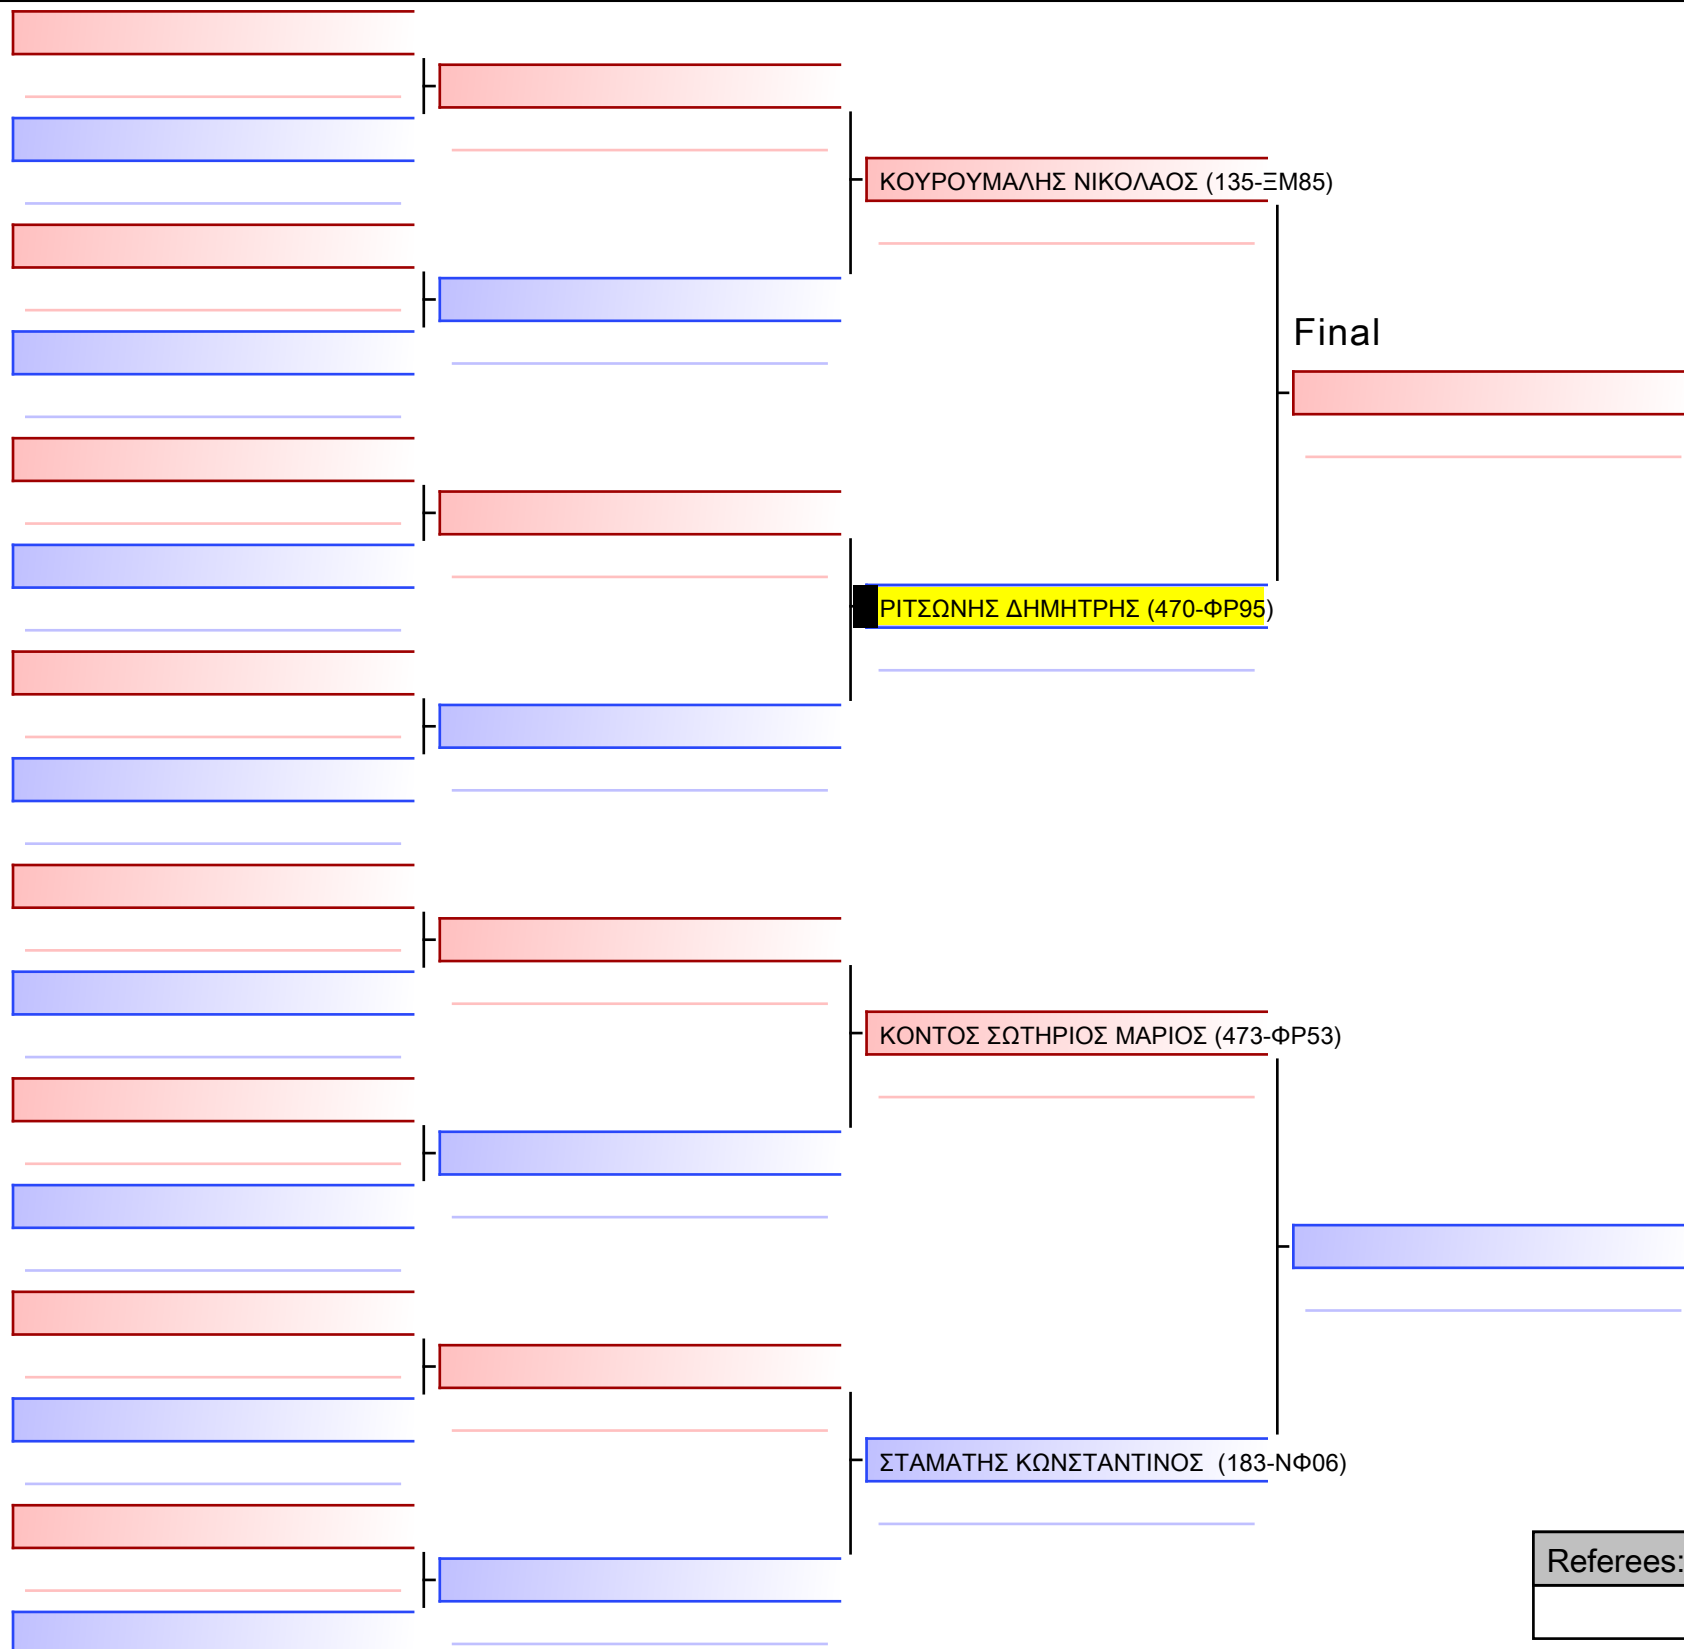 ΚΟΥΡΟΥΜΑΛΗΣ ΝΙΚΟΛΑΟΣ (135-ΞΜ85)
Final
ΡΙΤΣΩΝΗΣ ΔΗΜΗΤΡΗΣ (470-ΦΡ95)
ΚΟΝΤΟΣ ΣΩΤΗΡΙΟΣ ΜΑΡΙΟΣ (473-ΦΡ53)
ΣΤΑΜΑΤΗΣ ΚΩΝΣΤΑΝΤΙΝΟΣ (183-ΝΦ06)
Referees: